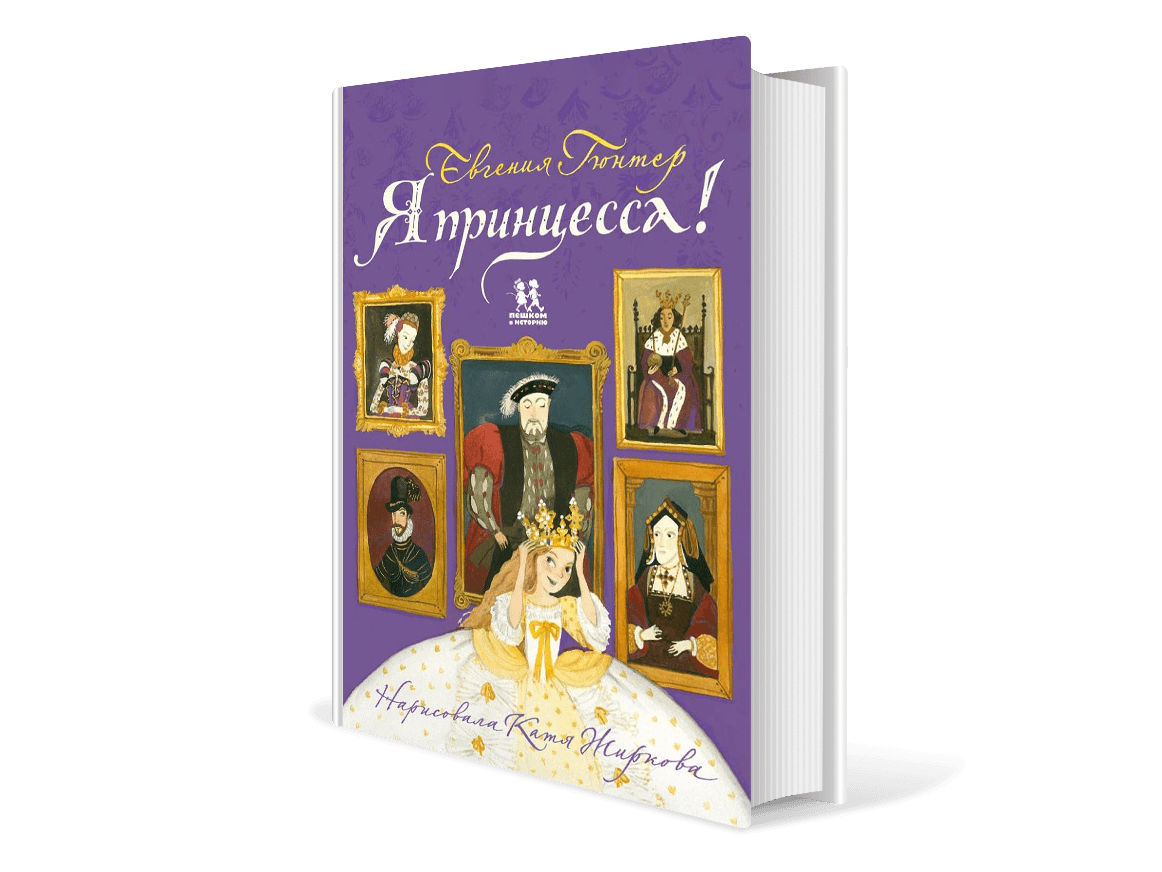 Евгения Гюнтер
Я принцесса!
ПЕШКОМ
В ИСТОРИЮ
Нарисовала Катя Жиркова